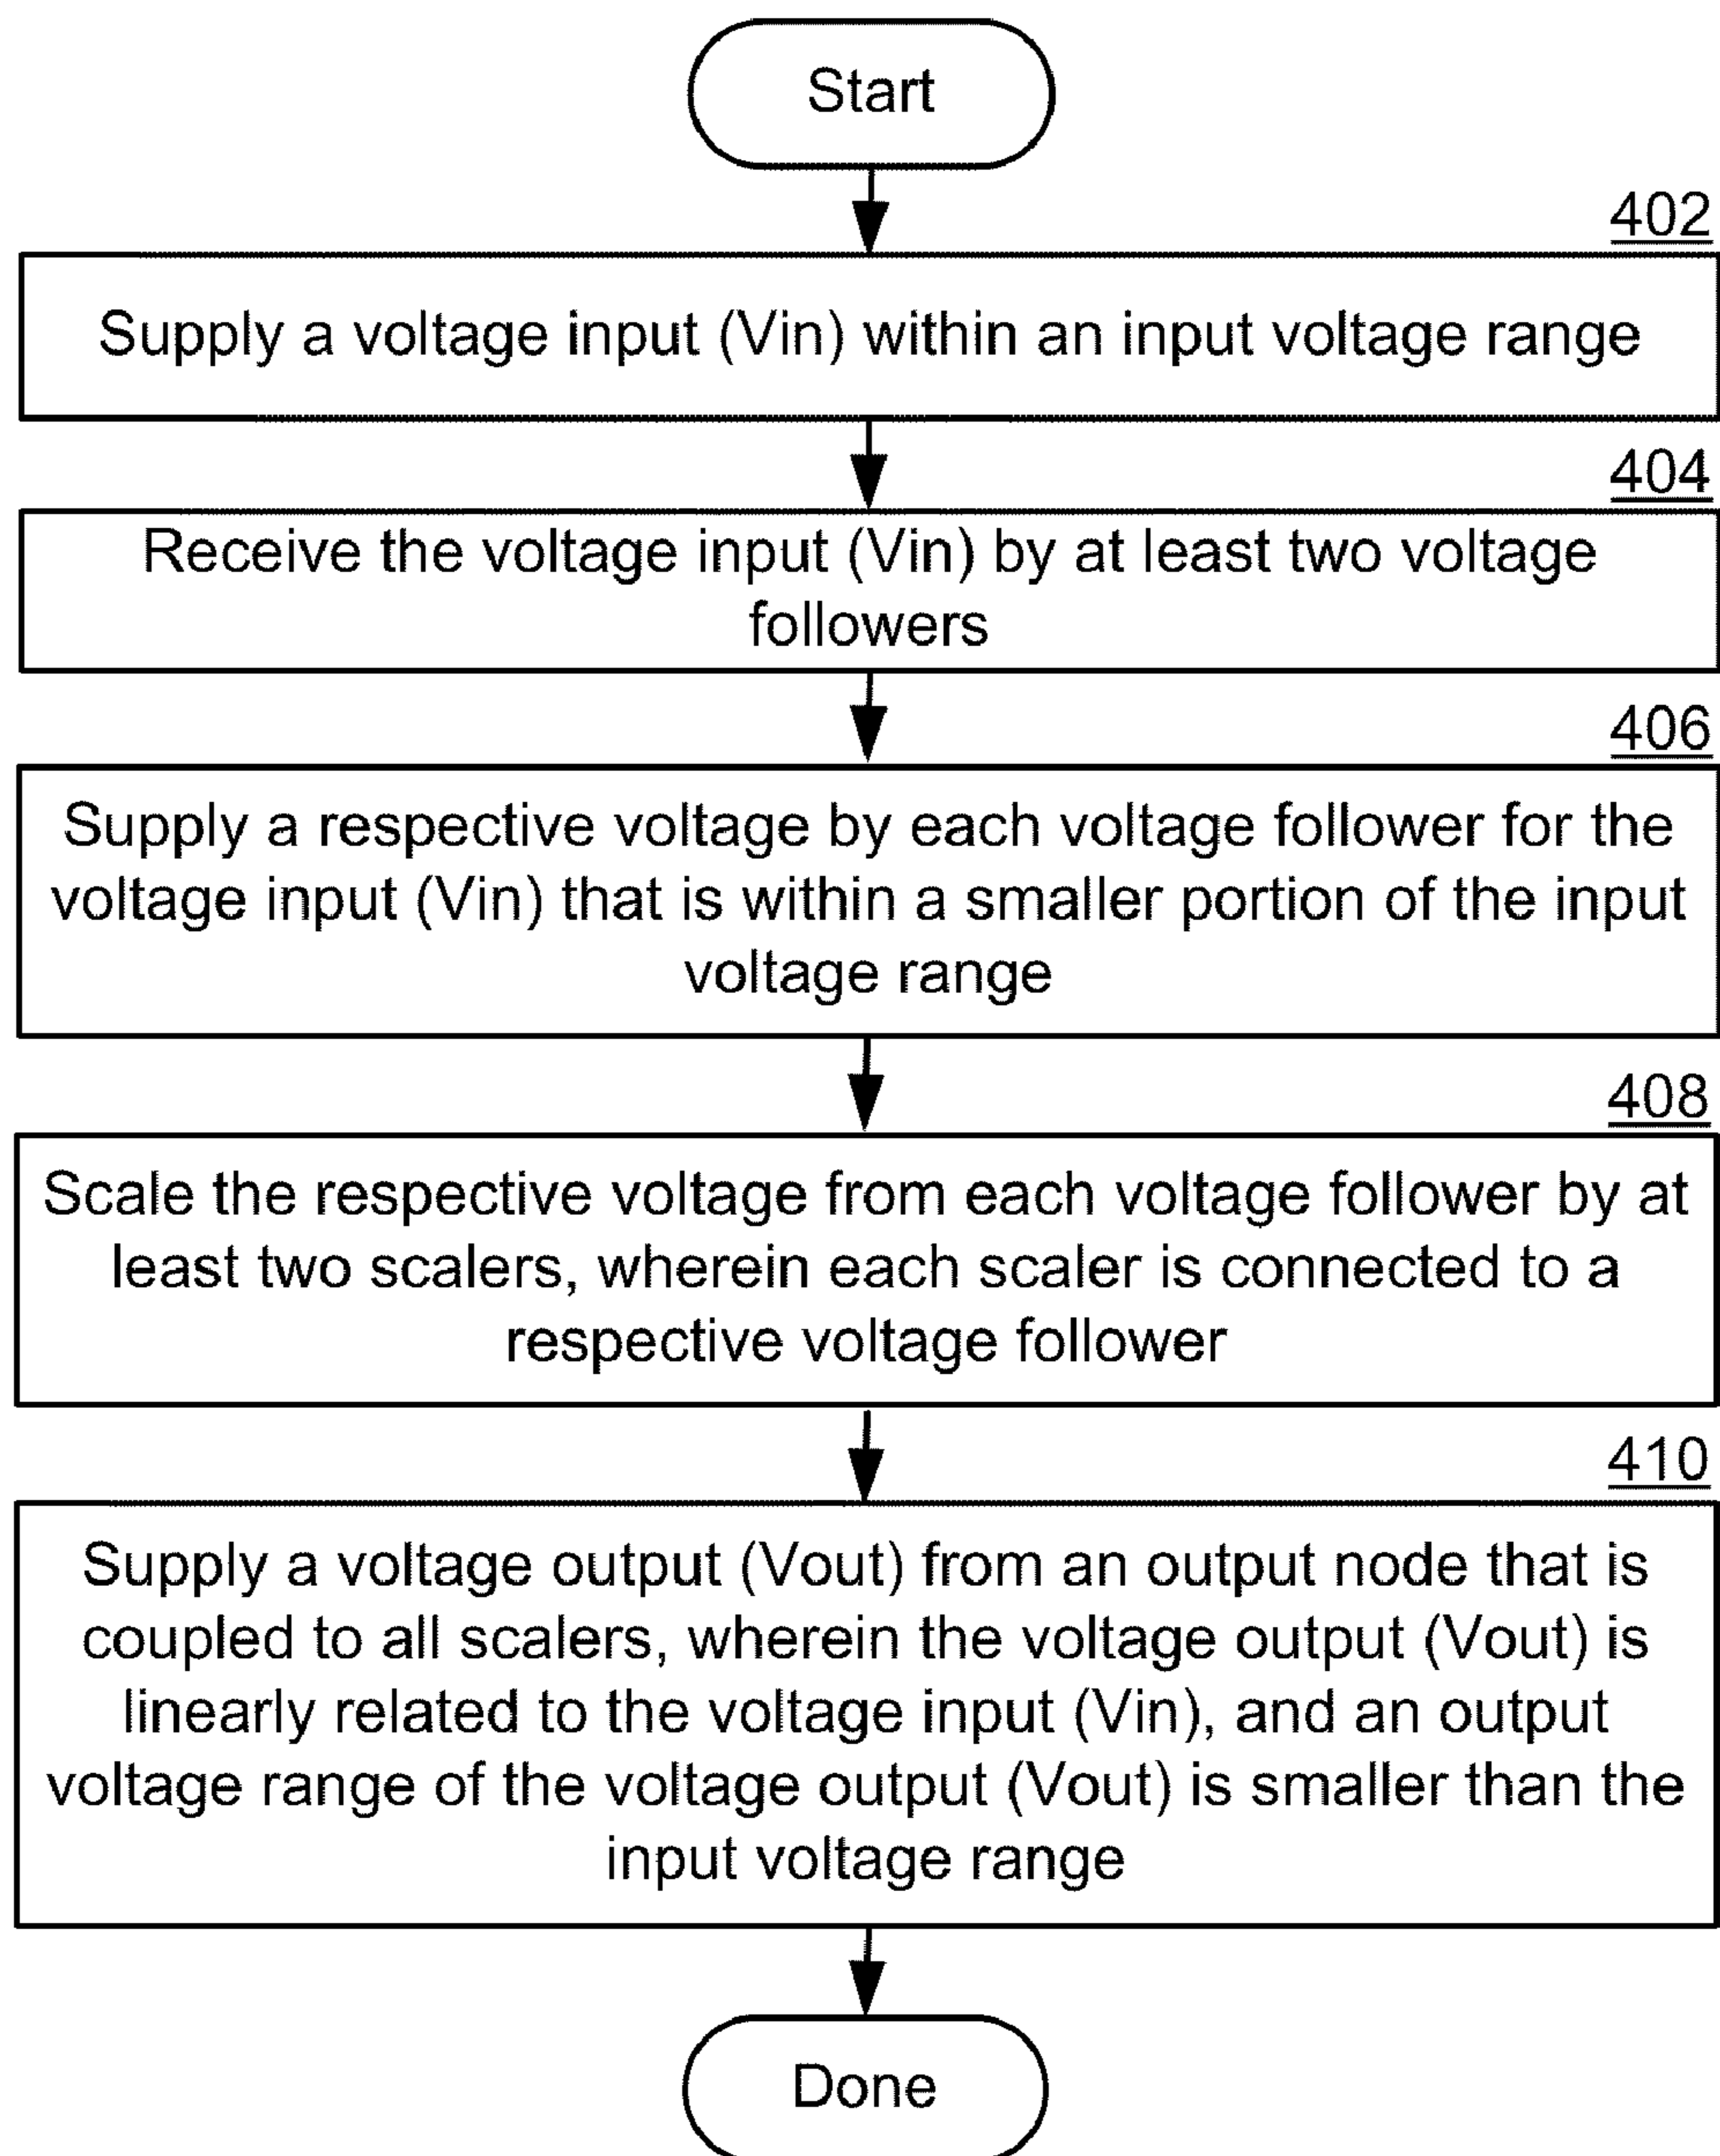 Start
402
Supply a voltage input (Vin) within an input voltage range
404
Receive the voltage input (Vin) by at least two voltage
followers
406
Supply a respective voltage by each voltage follower for the
voltage input (Vin) that is within a smaller portion of the input
voltage range
408
Scale the respective voltage from each voltage follower by at
least two scalers, wherein each scaler is connected to a
respective voltage follower
410
Supply a voltage output (Vout) from an output node that is
coupled to all scalers, wherein the voltage output (Vout) is
linearly related to the voltage input (Vin), and an output
voltage range of the voltage output (Vout) is smaller than the
input voltage range
Done